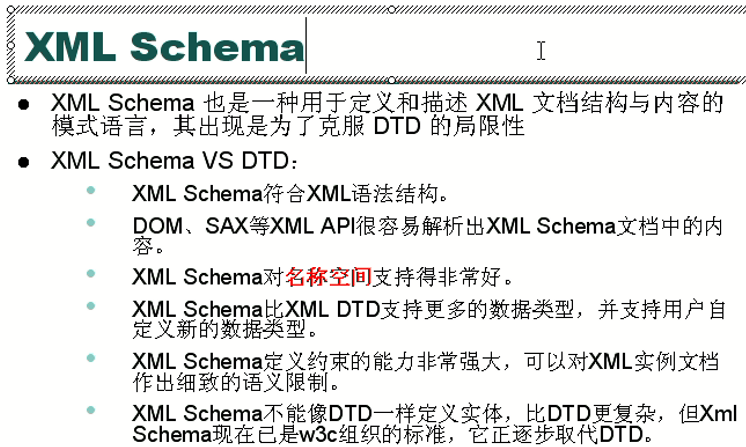 XML Schema
XML Schema 也是一种用于定义和描述 XML 文档结构与内容的
模式语言，其出现是为了克服 DTD 的局限性
XML Schema VS DTD：
XML Schema符合XML语法结构。
DOM、SAX等XML API很容易解析出XML Schema文档中的内
容。
XML Schema对名称空间支持得非常好。
XML Schema比XML DTD支持更多的数据类型，并支持用户自
定义新的数据类型。
XML Schema定义约束的能力非常强大，可以对XML实例文档
作出细致的语义限制。
XML Schema不能像DTD一样定义实体，比DTD更复杂，但Xml
Schema现在已是w3c组织的标准，它正逐步取代DTD。